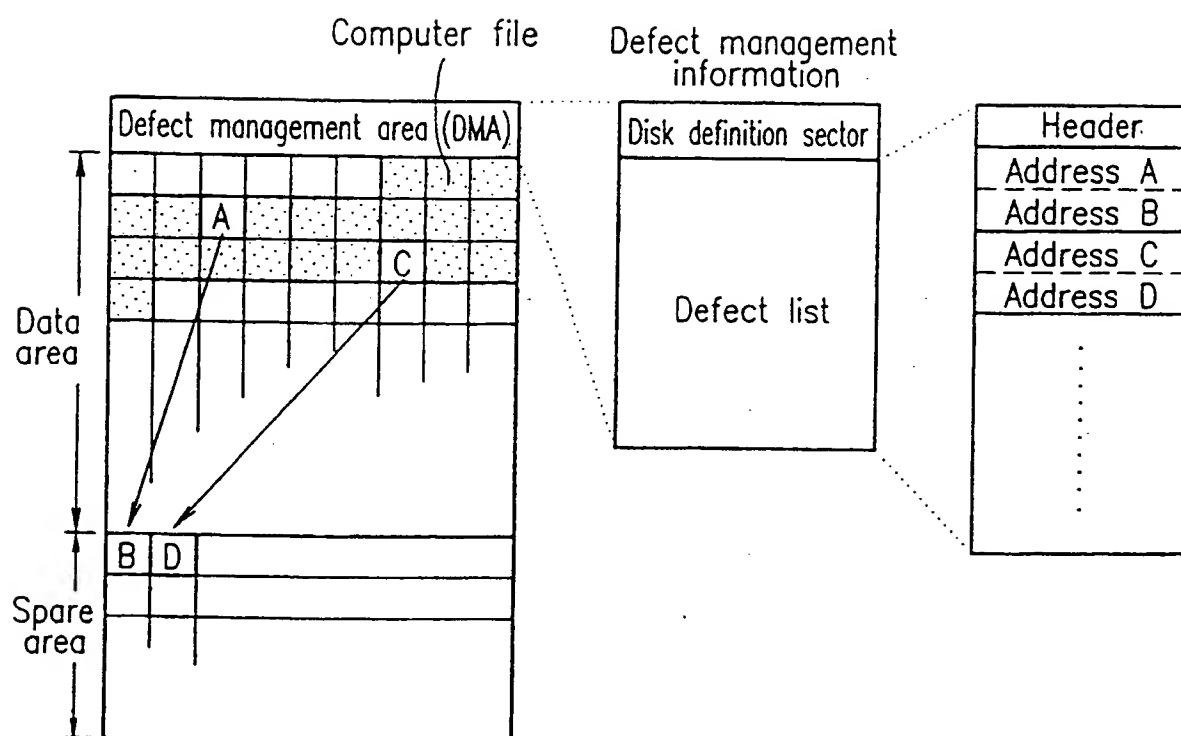 Computer file
Defect management
information
Defect management area (DMA)
Disk definition sector
Header
Address A
Address B
Address C
Address D
A
C
Data
area
Defect list
B
D
Spare
area